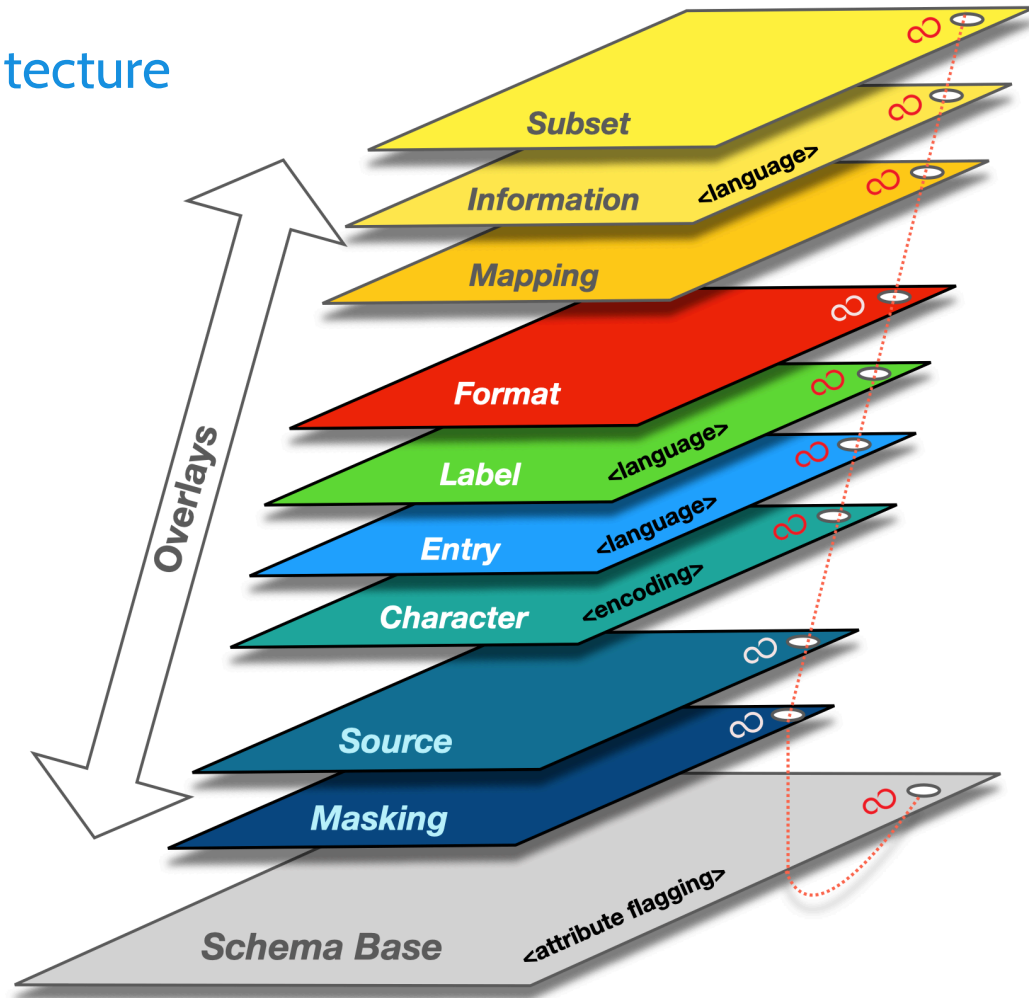 tecture
Subset
Information
<language>
Mapping
Format
Label
<language>
Entry
<language>
Character
<encoding>
Source
Masking
Schema Base
<attribute flagging>
Overlays